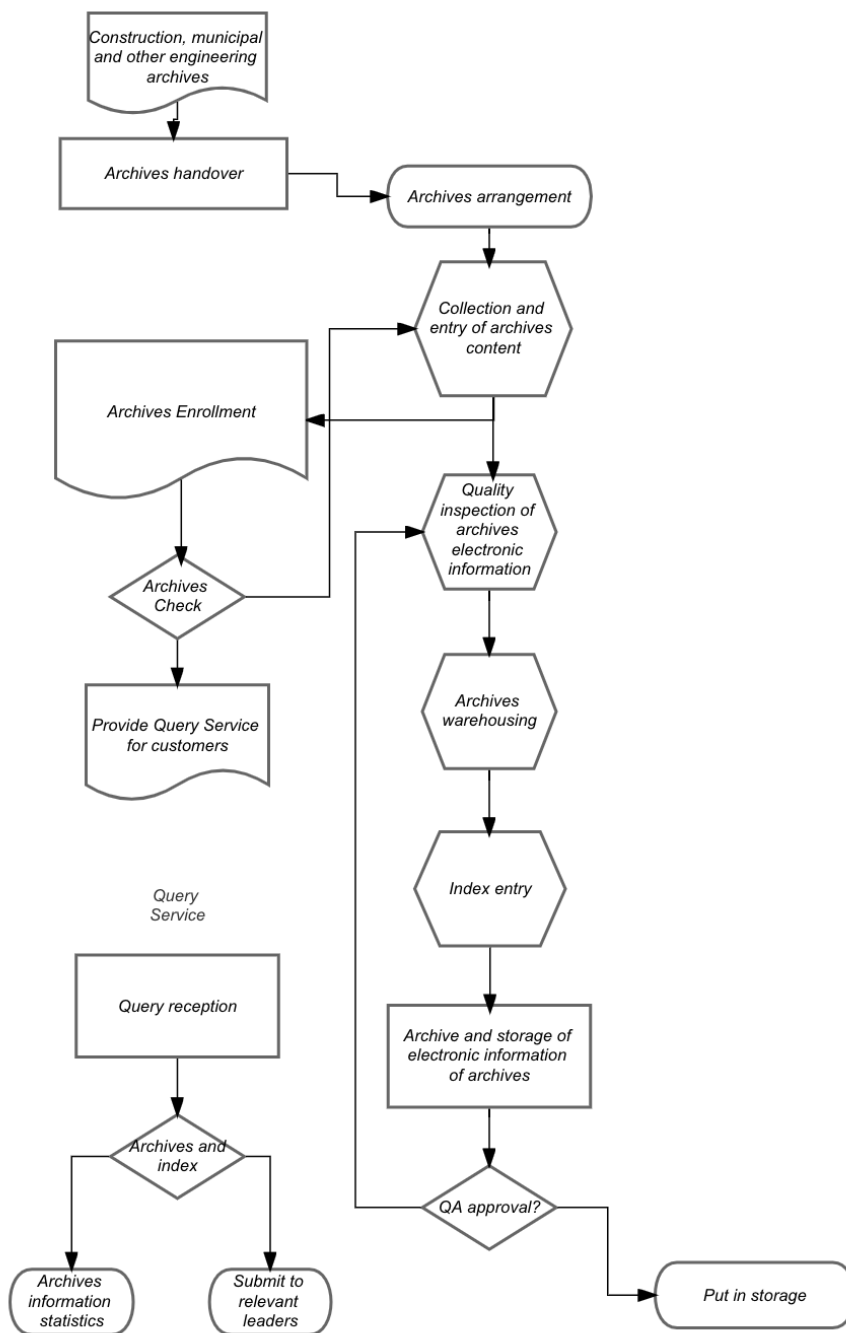 Construction, municipal
and other engineering
archives
Archives handover
Archives arrangement
Collection and
entry of archives
content
Archives Enrollment
Quality
inspection of
archives
electronic
information
Archives
Check
Archives
warehousing
Provide Query Service
for customers
Index entry
Query
Service
Query reception
Archive and storage of
electronic information
of archives
Archives and
index
QA approval?
Archives
information
statistics
Submit to
relevant
leaders
Put in storage